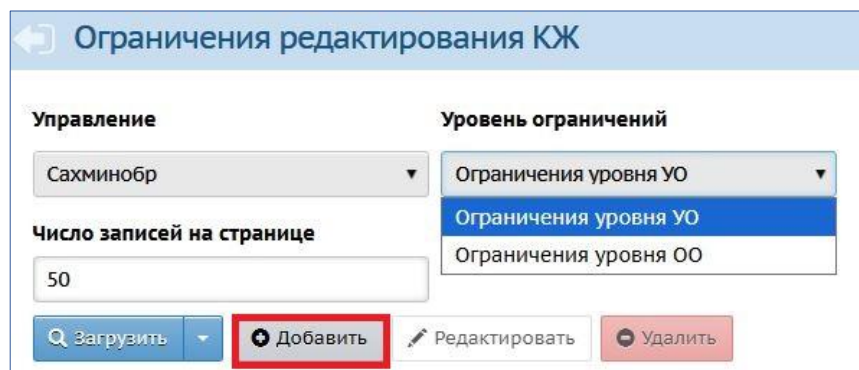 Ограничения редактирования КЖ
Управление
Уровень ограничений
Сахминобр
Ограничения уровня УО
Ограничения уровня УО
Ограничения уровня ОО
Число записей на странице
50
Загрузить
Добавить
Редактировать
Удалить